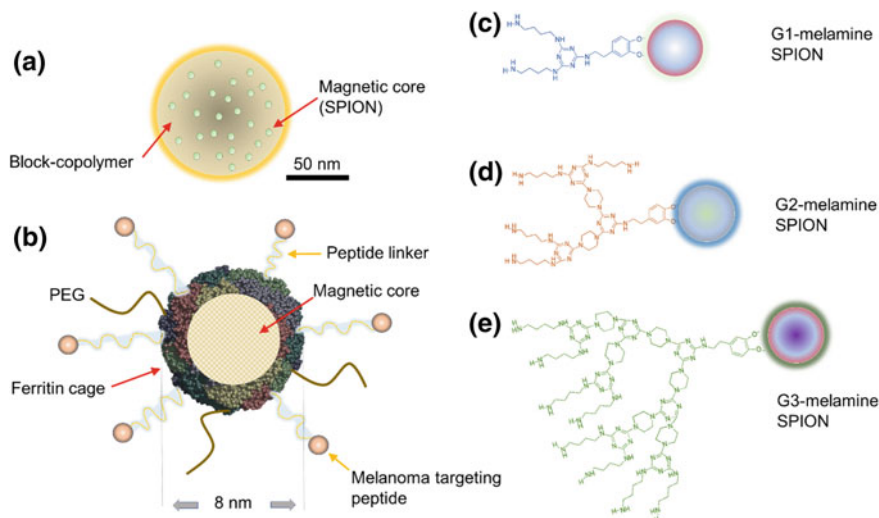 (a)
Magnetic core
(SPION)
Block-copolymer
50 nm
(b)
Peptide linker
PEG
Magnetic core
Ferritin cage
Melanoma targeting
peptide
8 nm
(c)
G1-melamine
SPION
(d)
G2-melamine
SPION
(e)
G3-melamine
SPION